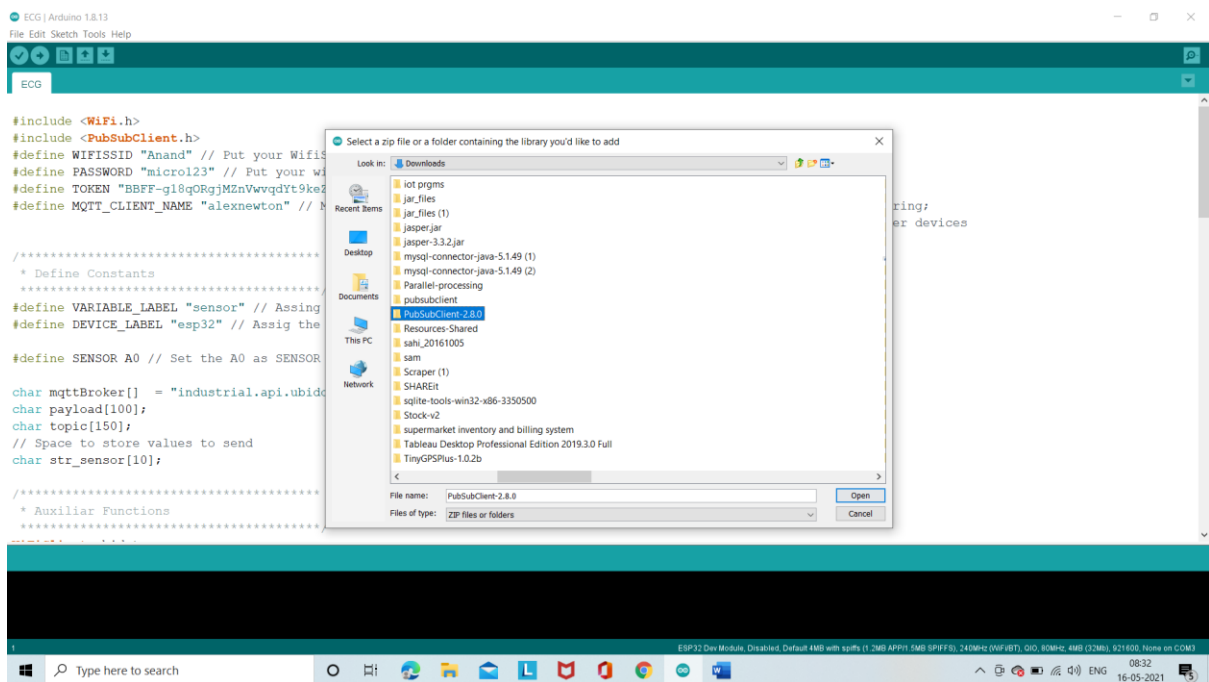 ECG | Arduino 1.8.13
File Edit Sketch Tools Help
ECG
#include <WiFi.h>
#include <PubSubClient.h>
#define WIFISSID "Anand" // Put your WifiS
#define PASSWORD "micro123" // Put your wi
#define TOKEN "BBFF-g18qORgjMZnVwvqdYt9keZ
#define MQTT_CLIENT_NAME "alexnewton" // M
ring;
er devices
/****************************************
* Define Constants
****************************************/
#define VARIABLE_LABEL "sensor" // Assing
#define DEVICE_LABEL "esp32" // Assig the
#define SENSOR A0 // Set the A0 as SENSOR
char mqttBroker[] = "industrial.api.ubido
char payload[100];
char topic[150];
// Space to store values to send
char str_sensor[10];
/****************************************
* Auxiliar Functions
****************************************/
Select a zip file or a folder containing the library you'd like to add
Look in: Downloads
Recent Items
Desktop
Documents
This PC
Network
iot prgms
jar_files
jar_files (1)
jasper.jar
jasper-3.3.2.jar
mysql-connector-java-5.1.49 (1)
mysql-connector-java-5.1.49 (2)
Parallel-processing
pubsubclient
PubSubClient-2.8.0
Resources-Shared
sahi_20161005
sam
Scraper (1)
SHAREit
sqlite-tools-win32-x86-3350500
Stock-v2
supermarket inventory and billing system
Tableau Desktop Professional Edition 2019.3.0 Full
TinyGPSPlus-1.0.2b
File name: PubSubClient-2.8.0 Open
Files of type: ZIP files or folders Cancel
1 ESP32 Dev Module, Disabled, Default 4MB with spiffs (1.2MB APP/1.5MB SPIFFS), 240MHz (WiFi/BT), QIO, 80MHz, 4MB (32Mb), 921600, None on COM3
Type here to search
ENG
08:32
16-05-2021